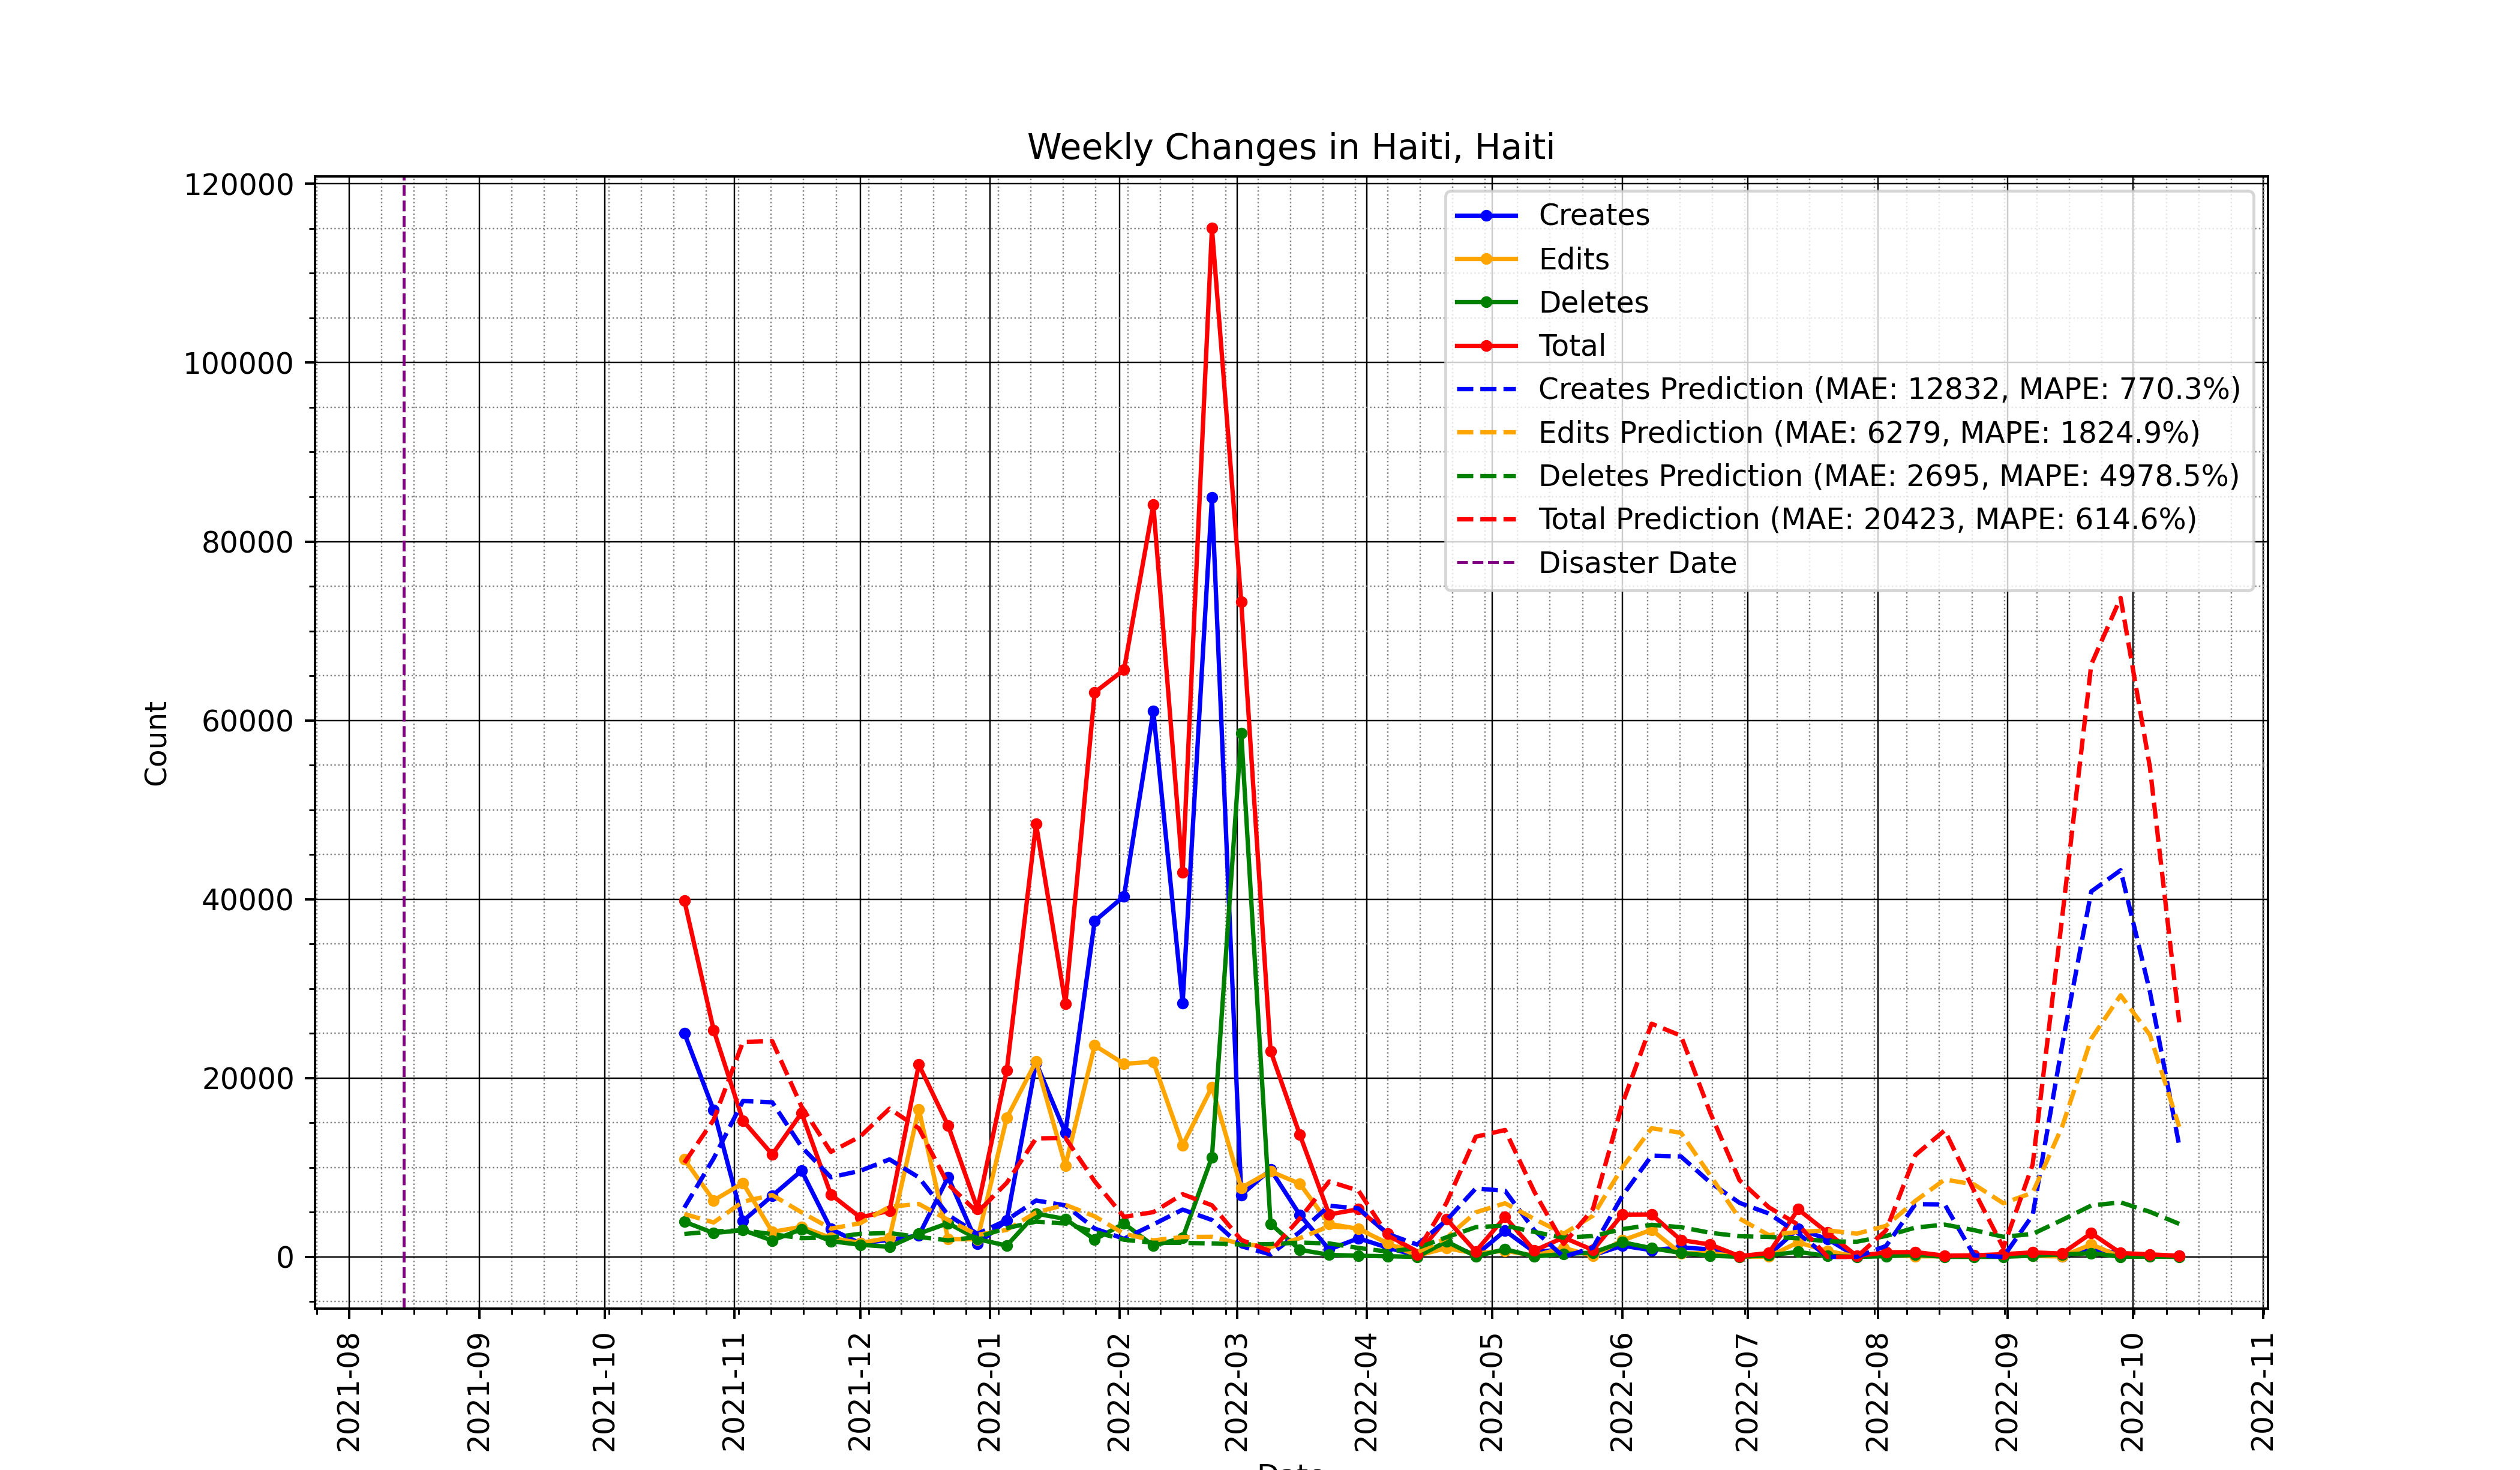 Weekly Changes in Haiti, Haiti
120000
100000
80000
60000
40000
20000
0
Count
Creates
Edits
Deletes
Total
Creates Prediction (MAE: 12832, MAPE: 770.3%)
Edits Prediction (MAE: 6279, MAPE: 1824.9%)
Deletes Prediction (MAE: 2695, MAPE: 4978.5%)
Total Prediction (MAE: 20423, MAPE: 614.6%)
Disaster Date
2021-08
2021-09
2021-10
2021-11
2021-12
2022-01
2022-02
2022-03
2022-04
2022-05
2022-06
2022-07
2022-08
2022-09
2022-10
2022-11
Date